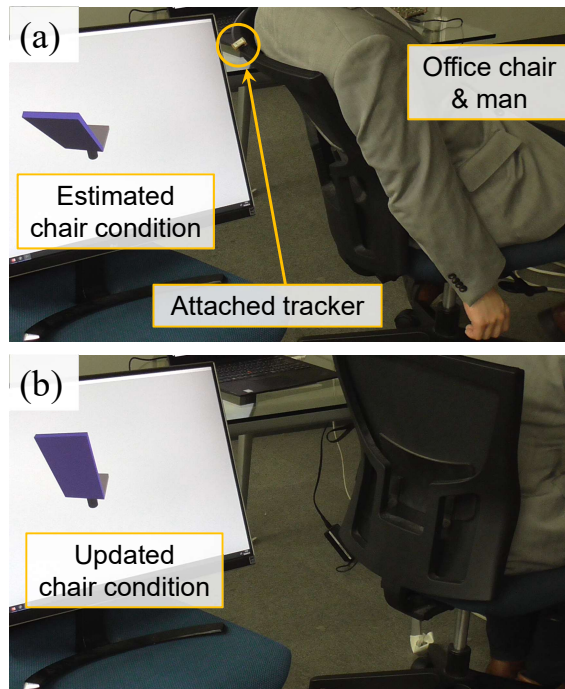 (a)
Office chair
& man
Estimated
chair condition
Attached tracker
(b)
Updated
chair condition